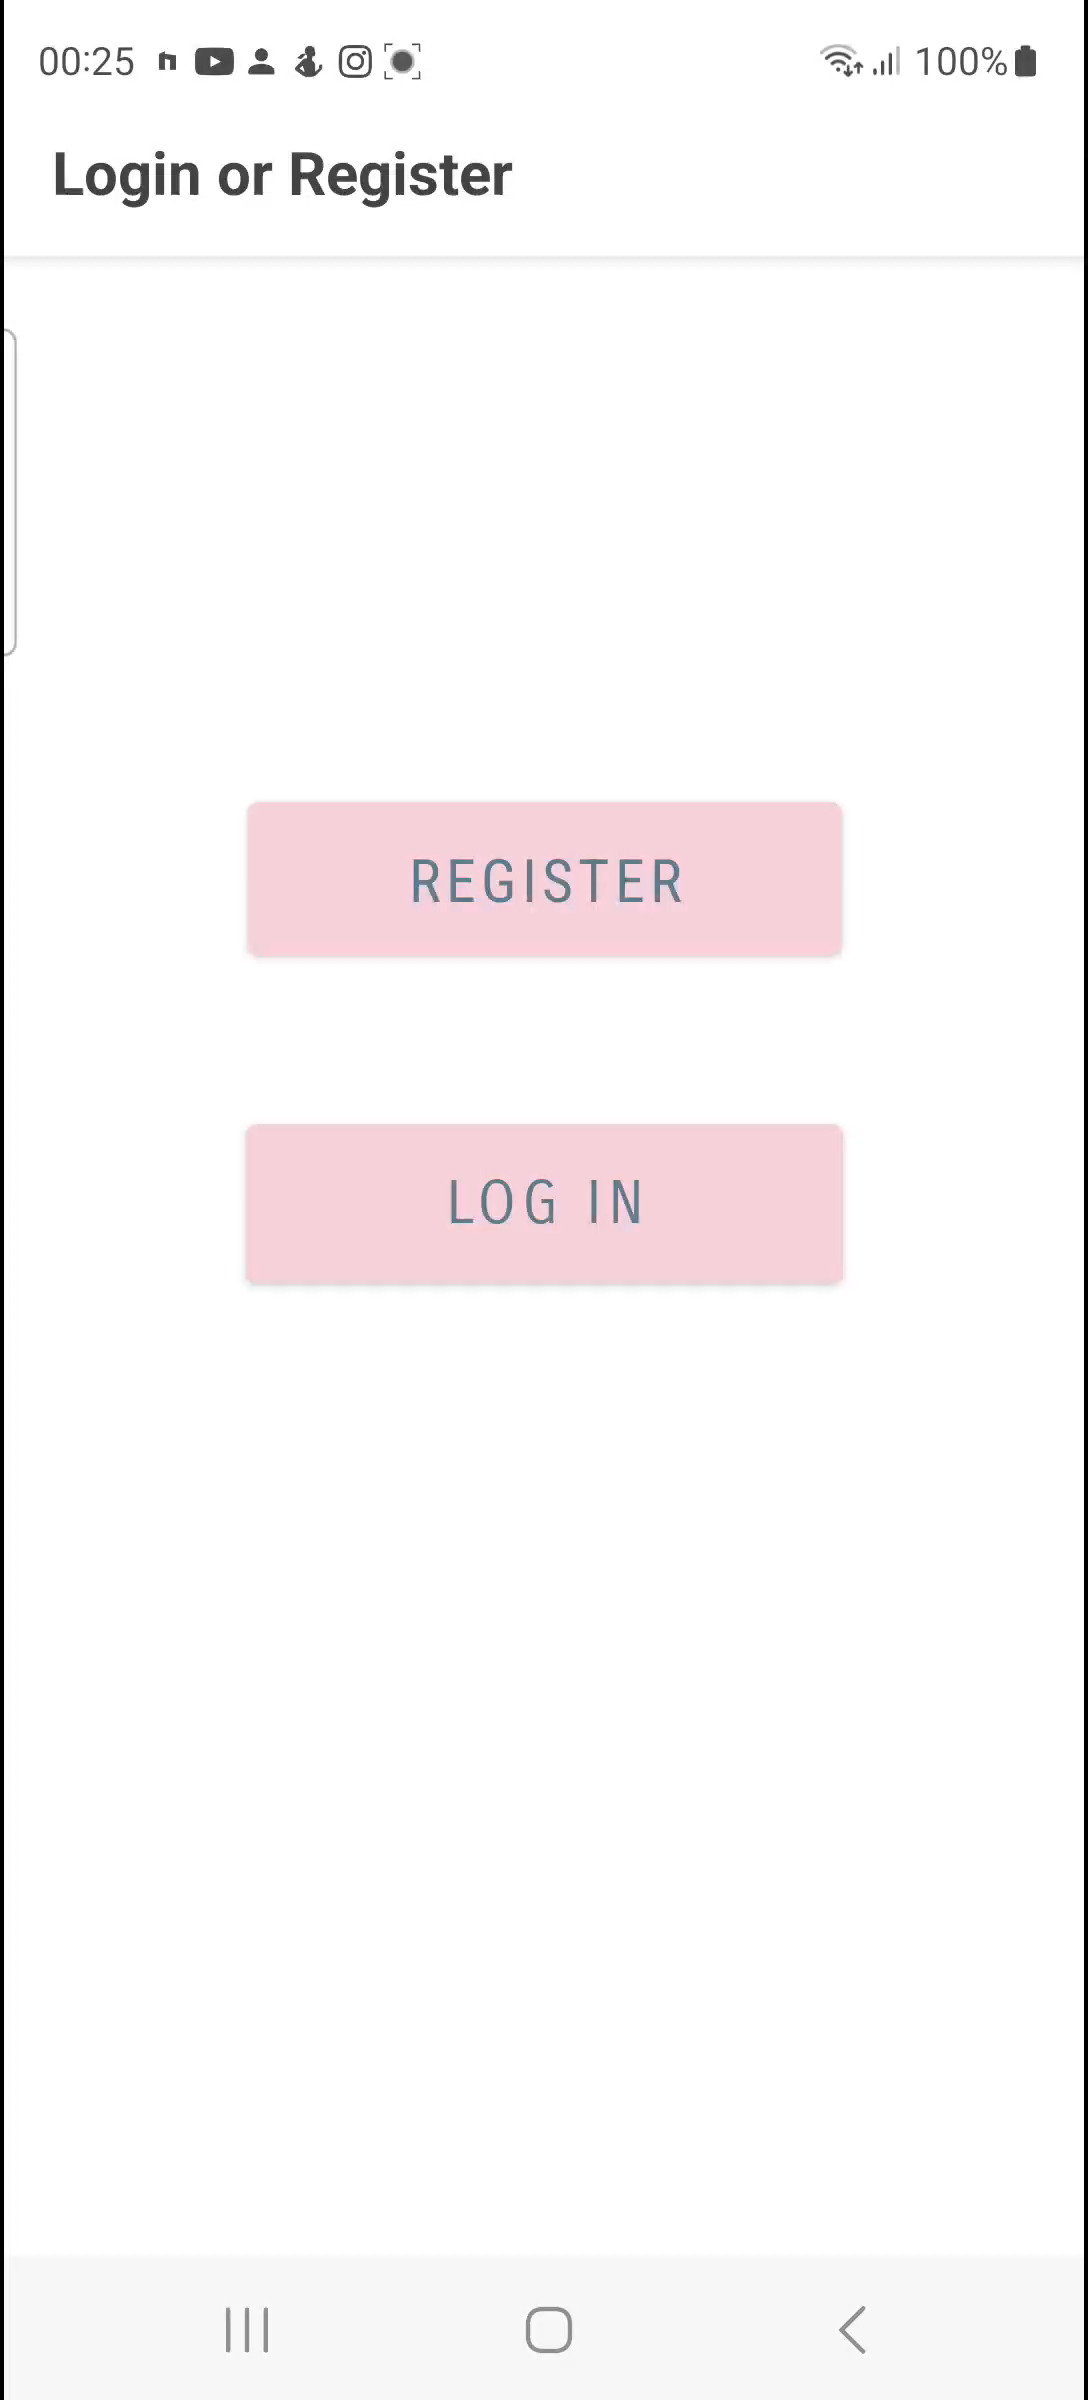 00:25 100%
Login or Register
REGISTER
LOG IN